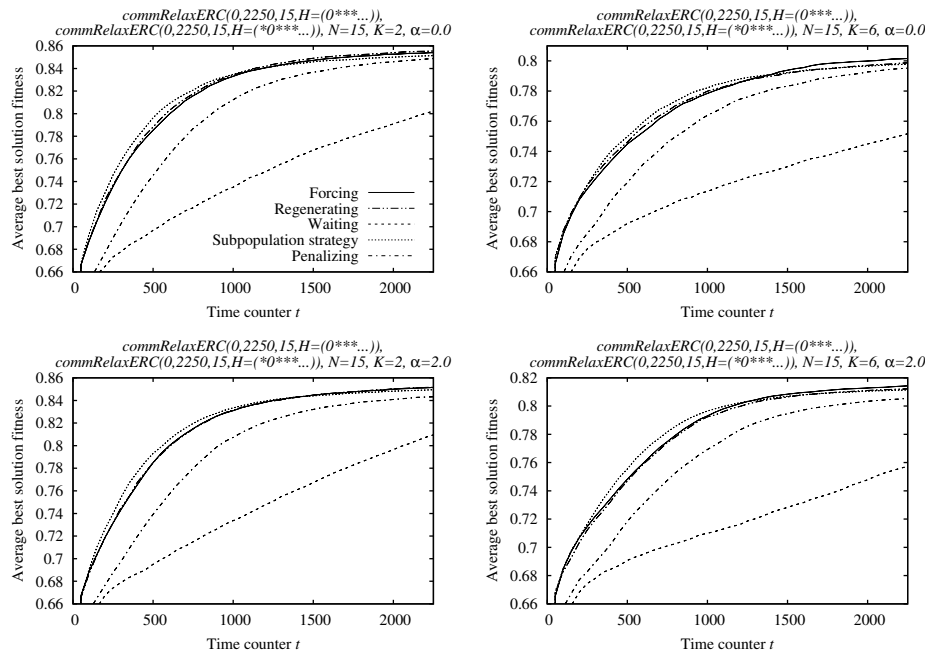 commRelaxERC(0,2250,15,H=(0***...)),
commRelaxERC(0,2250,15,H=(*0***...)), N=15, K=2, α=0.0
0.86
0.84
0.82
0.8
0.78
0.76
0.74
0.72
0.7
0.68
0.66
Average best solution fitness
Forcing
Regenerating
Waiting
Subpopulation strategy
Penalizing
0
500
1000
1500
2000
Time counter t
commRelaxERC(0,2250,15,H=(0***...)),
commRelaxERC(0,2250,15,H=(*0***...)), N=15, K=6, α=0.0
0.8
0.78
0.76
0.74
0.72
0.7
0.68
0.66
Average best solution fitness
0
500
1000
1500
2000
Time counter t
commRelaxERC(0,2250,15,H=(0***...)),
commRelaxERC(0,2250,15,H=(*0***...)), N=15, K=2, α=2.0
0.86
0.84
0.82
0.8
0.78
0.76
0.74
0.72
0.7
0.68
0.66
Average best solution fitness
0
500
1000
1500
2000
Time counter t
commRelaxERC(0,2250,15,H=(0***...)),
commRelaxERC(0,2250,15,H=(*0***...)), N=15, K=6, α=2.0
0.82
0.8
0.78
0.76
0.74
0.72
0.7
0.68
0.66
Average best solution fitness
0
500
1000
1500
2000
Time counter t